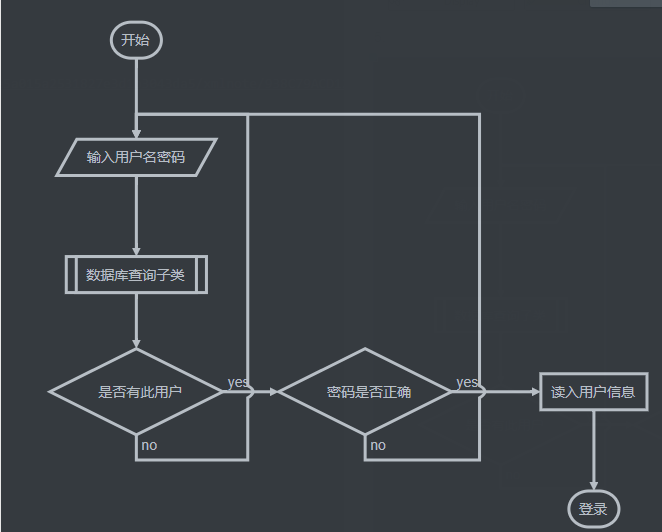 开始
输入用户名密码
数据库查询子类
是否有此用户
yes
no
密码是否正确
yes
no
读入用户信息
登录